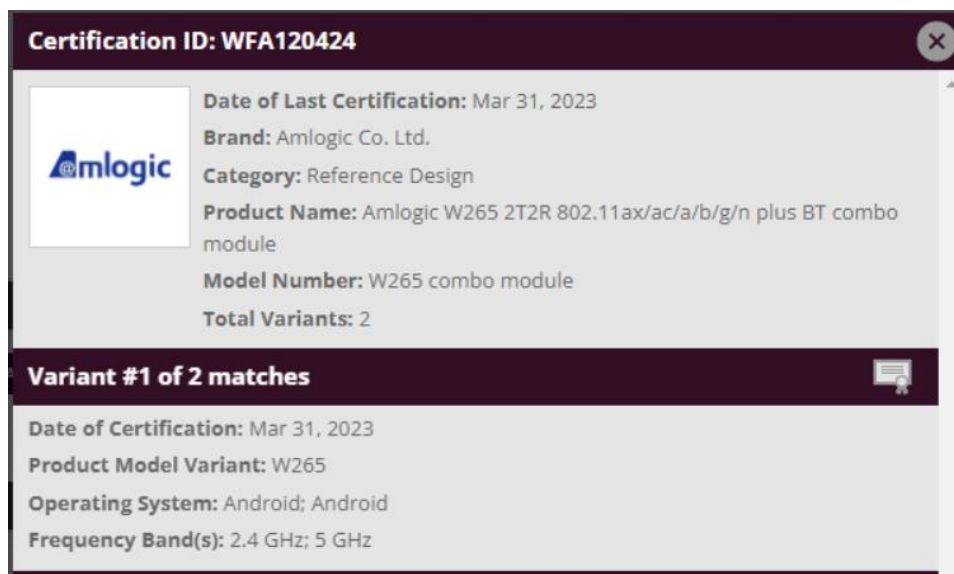 Certification ID: WFA120424
Amlogic
Date of Last Certification: Mar 31, 2023
Brand: Amlogic Co. Ltd.
Category: Reference Design
Product Name: Amlogic W265 2T2R 802.11ax/ac/a/b/g/n plus BT combo
module
Model Number: W265 combo module
Total Variants: 2
Variant #1 of 2 matches
Date of Certification: Mar 31, 2023
Product Model Variant: W265
Operating System: Android; Android
Frequency Band(s): 2.4 GHz; 5 GHz